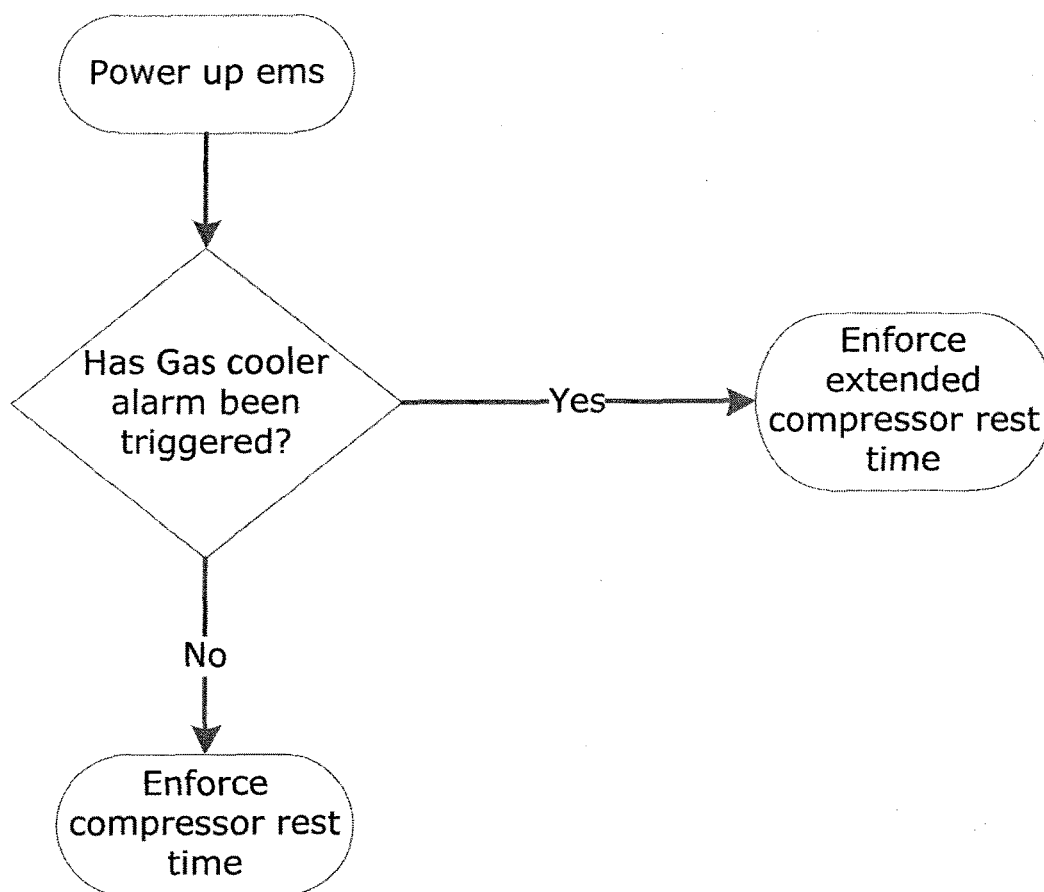 Power up ems
Has Gas cooler
alarm been
triggered?
Yes
Enforce
extended
compressor rest
time
No
Enforce
compressor rest
time